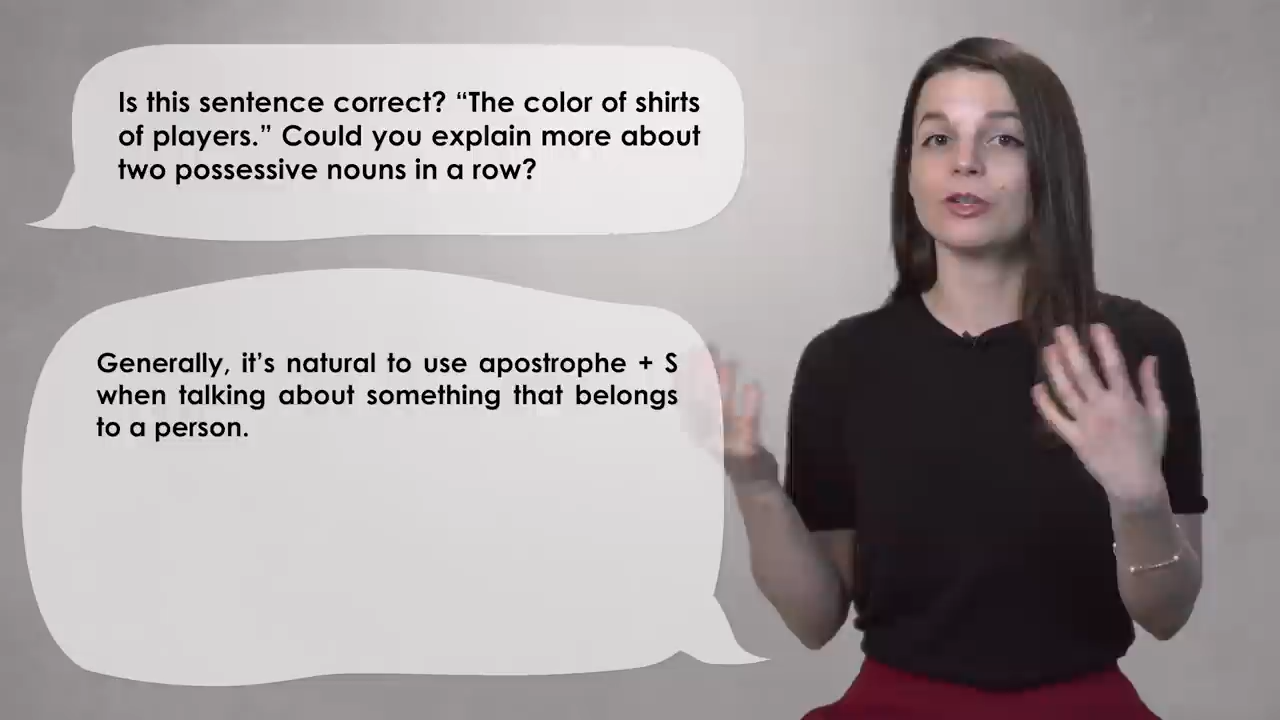 Is this sentence correct? “The color of shirts
of players.” Could you explain more about
two possessive nouns in a row?
Generally, it’s natural to use apostrophe + S
when talking about something that belongs
to a person.